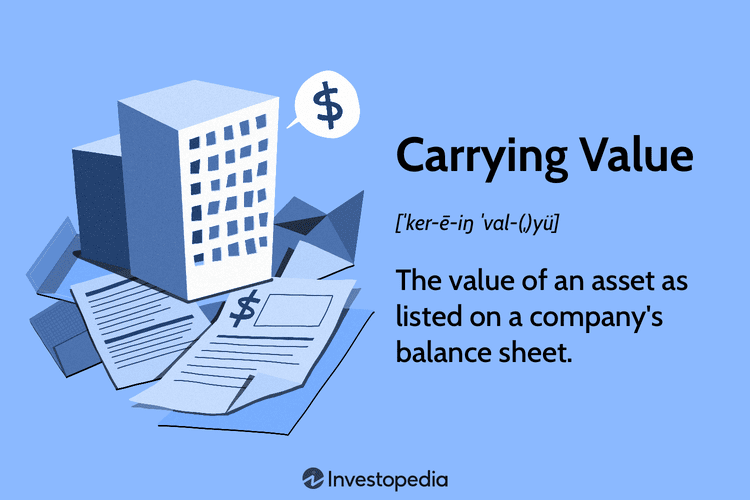 $
$
Carrying Value
[ˈker-ē-iŋ ˈval-(ˌ)yü]
The value of an asset as
listed on a company's
balance sheet.
Investopedia